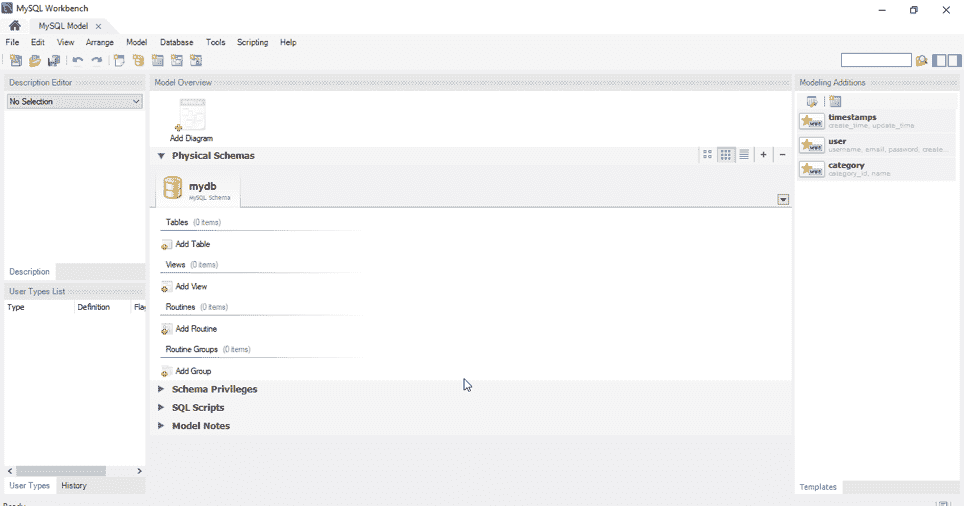 MySQL Workbench
MySQL Model
File Edit View Arrange Model Database Tools Scripting Help
Description Editor
No Selection
Description
User Types List
Type Definition Flag
User Types History
Model Overview
Add Diagram
Physical Schemas
mydb
MySQL Schema
Tables (0 items)
Add Table
Views (0 items)
Add View
Routines (0 items)
Add Routine
Routine Groups (0 items)
Add Group
Schema Privileges
SQL Scripts
Model Notes
Modeling Additions
timestamps
create_time, update_time
user
username, email, password, create...
category
category_id, name
Templates
Ready